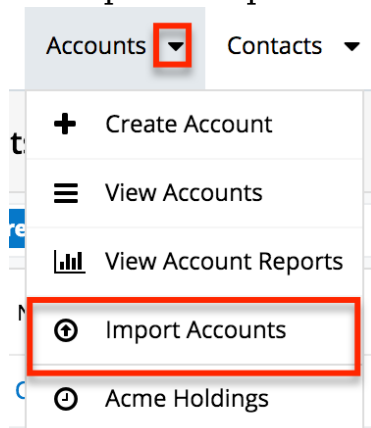 Accounts Contacts
Create Account
View Accounts
View Account Reports
Import Accounts
Acme Holdings